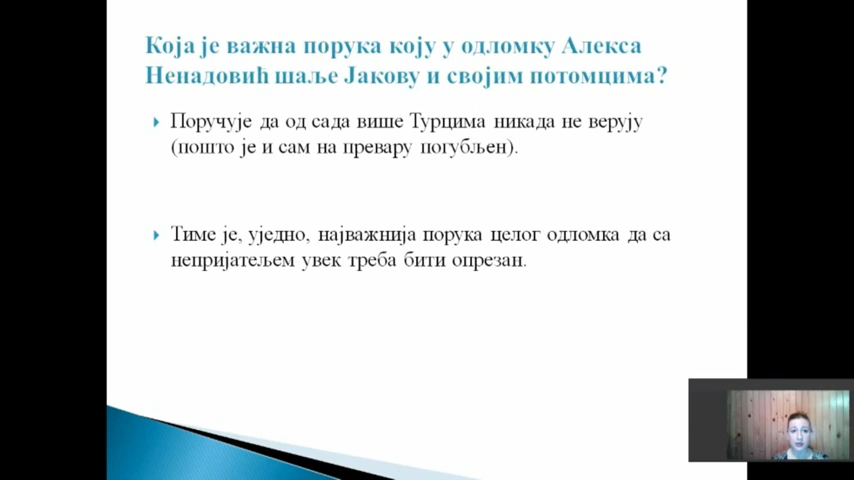 Која је важна порука коју у одломку Алекса
Ненадовић шаље Јакову и својим потомцима?
Поручује да од сада више Турцима никада не верују
(пошто је и сам на превару погубљен).
Тиме је, уједно, најважнија порука целог одломка да са
непријатељем увек треба бити опрезан.